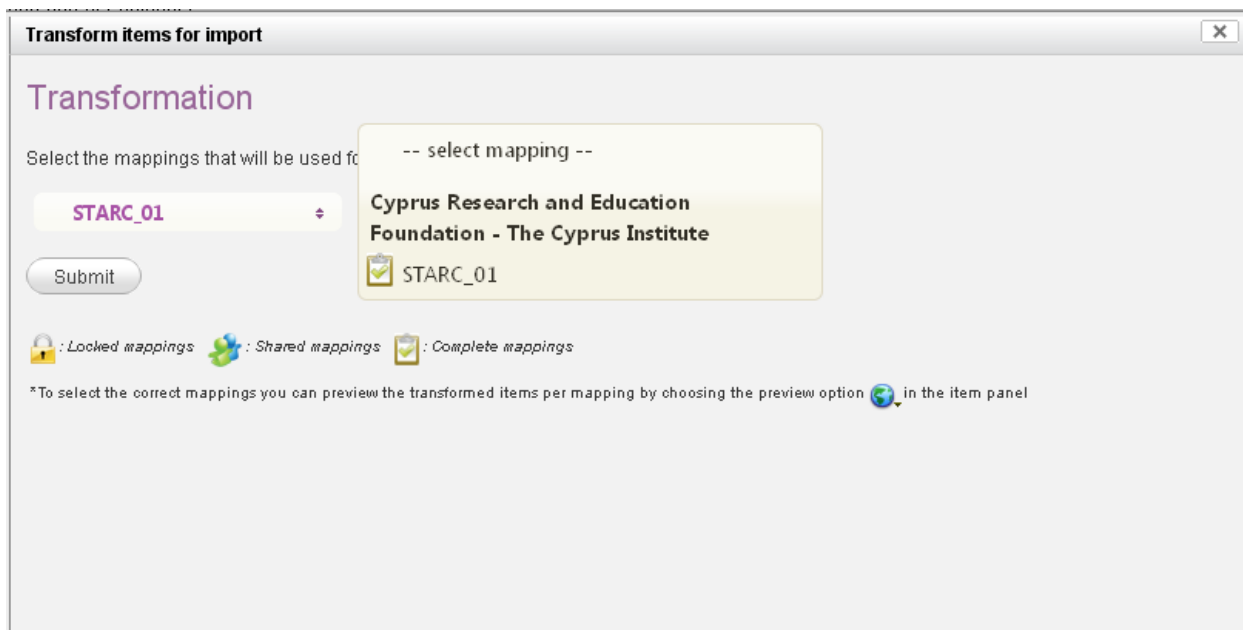 Transform items for import
Transformation
Select the mappings that will be used
-- select mapping --
STARC_01
Cyprus Research and Education
Foundation - The Cyprus Institute
STARC_01
Submit
: Locked mappings : Shared mappings : Complete mappings
*To select the correct mappings you can preview the transformed items per mapping by choosing the preview option in the item panel